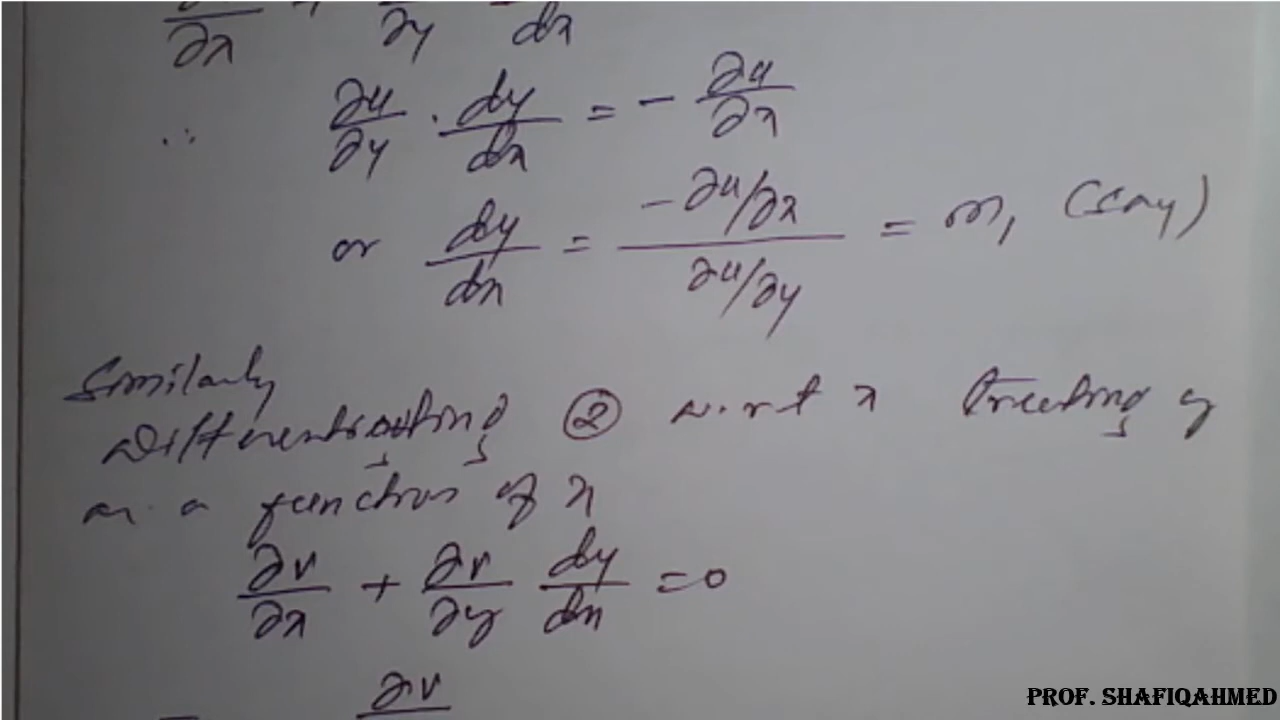 ∂x ∂y dx
∴ ∂u/∂y · dy/dx = - ∂u/∂x
or dy/dx = (-∂u/∂x)/(∂u/∂y) = m₁ (say)
Similarly
Differentiating ② w.r.t x treating y
as a function of x
∂v/∂x + ∂v/∂y dy/dx = 0
∂v
PROF. SHAFIQAHMED